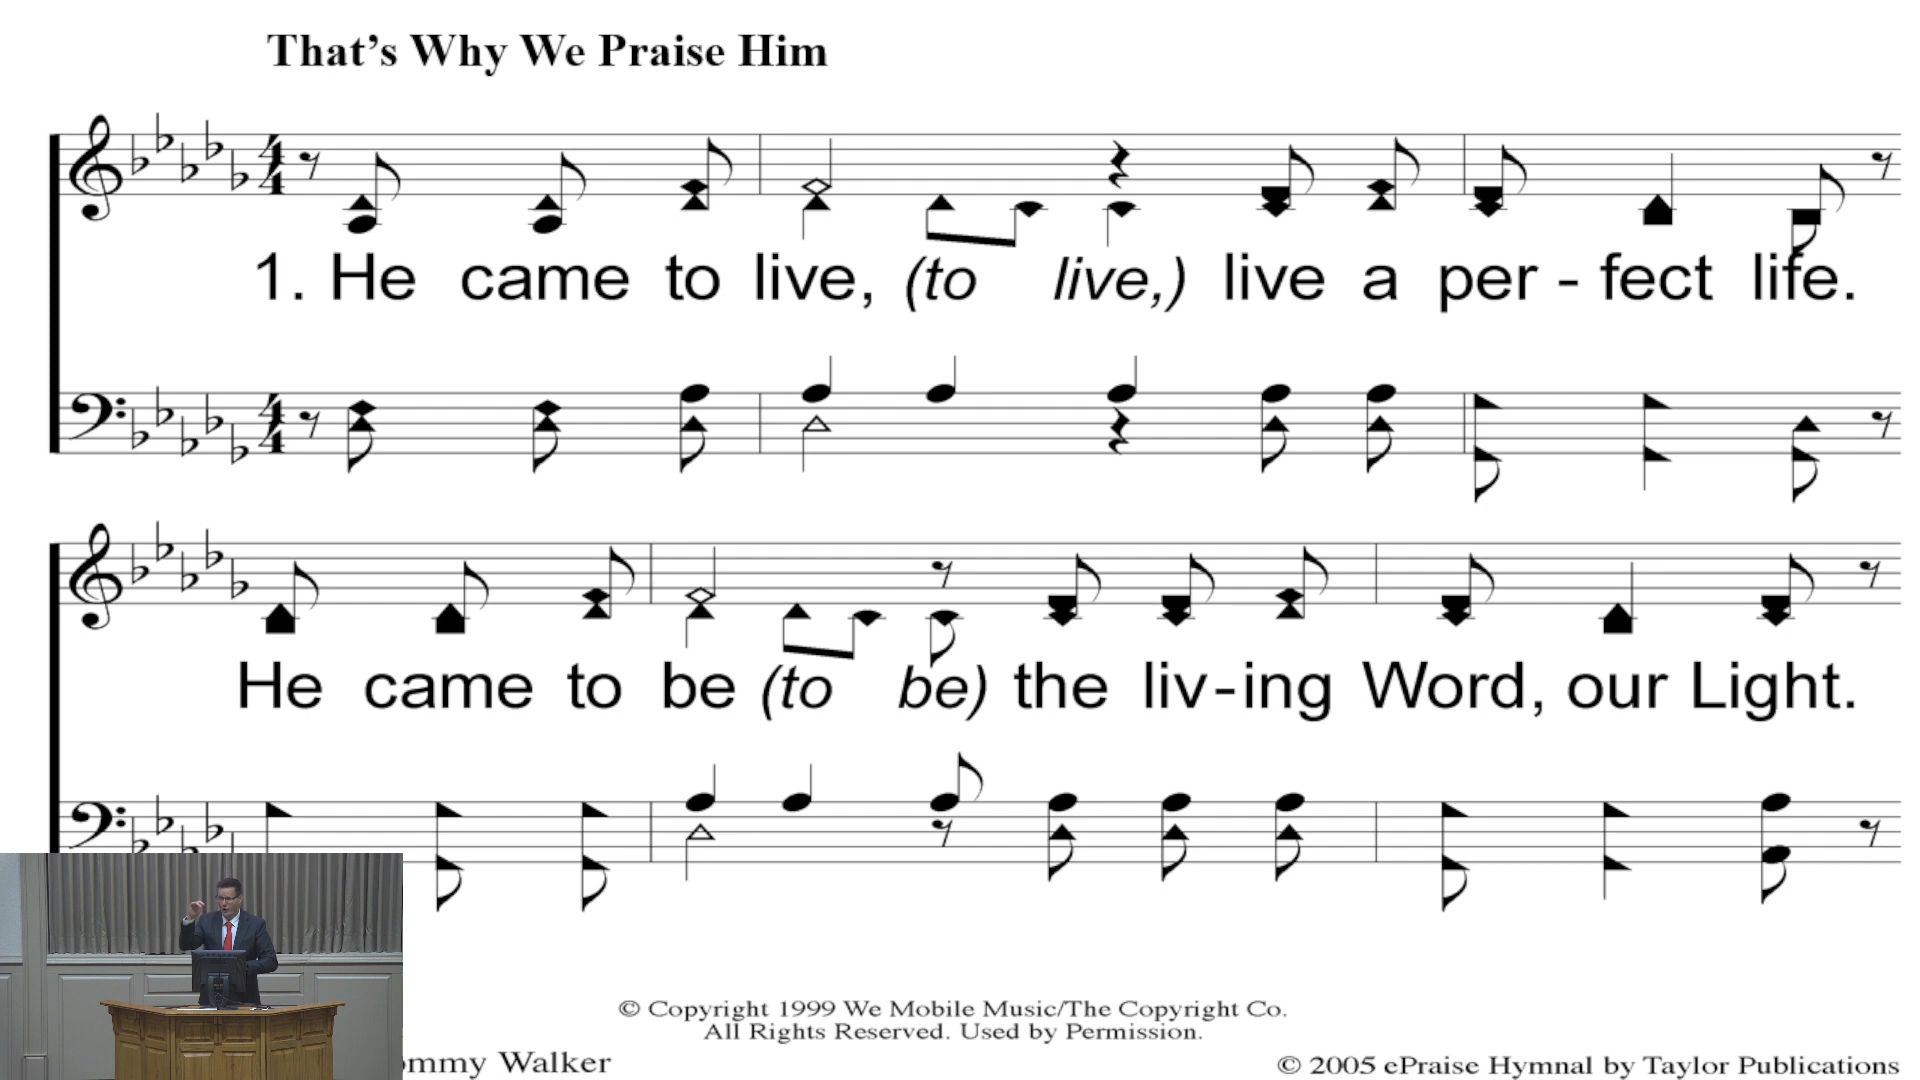 That's Why We Praise Him
1. He came to live, (to live,) live a per - fect life.
He came to be (to be) the liv-ing Word, our Light.
© Copyright 1999 We Mobile Music/The Copyright Co.
All Rights Reserved. Used by Permission.
ommy Walker
© 2005 ePraise Hymnal by Taylor Publications